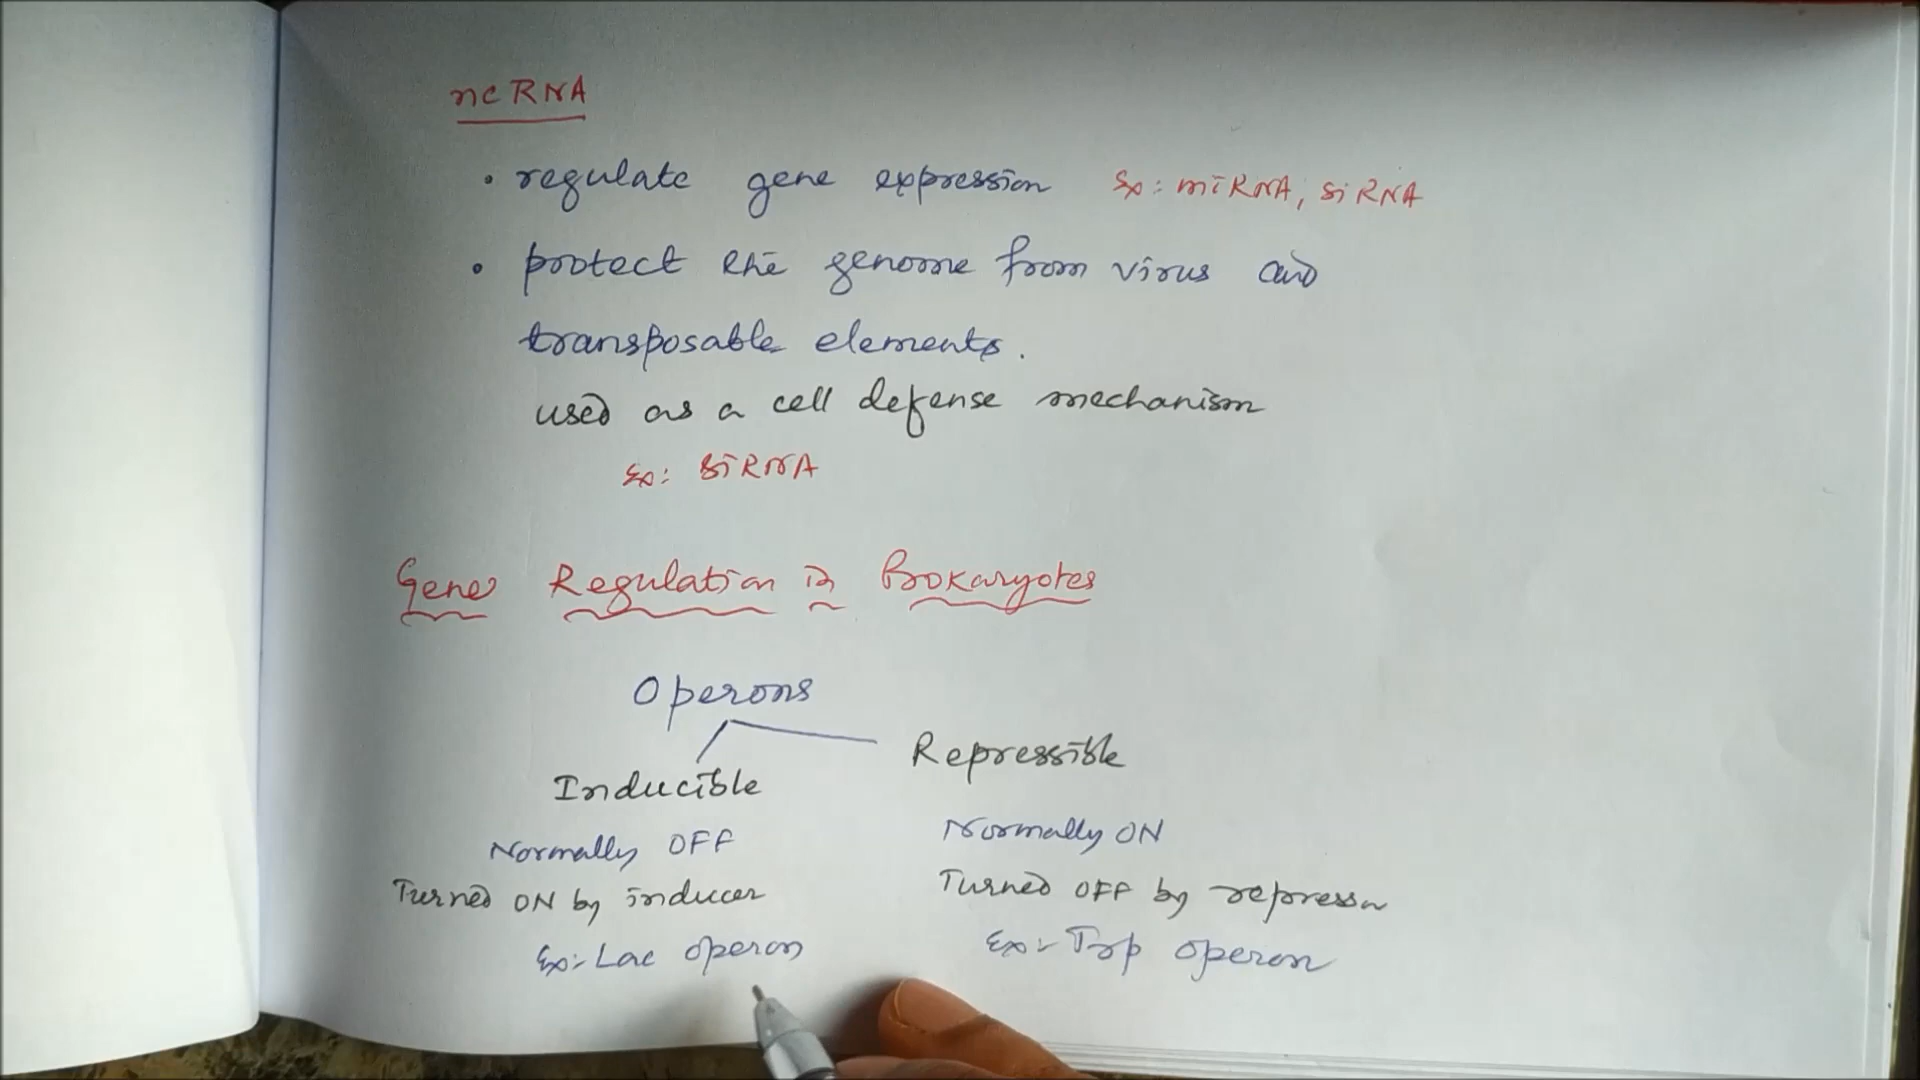 ncRNA
• regulate gene expression Ex: miRNA, siRNA
• protect the genome from virus and
transposable elements.
used as a cell defense mechanism
Ex: siRNA
Gene Regulation in Prokaryotes
Operons
Inducible
Normally OFF
Turned ON by inducer
Ex:- Lac operon
Repressible
Normally ON
Turned OFF by repressor
Ex:- Trp operon